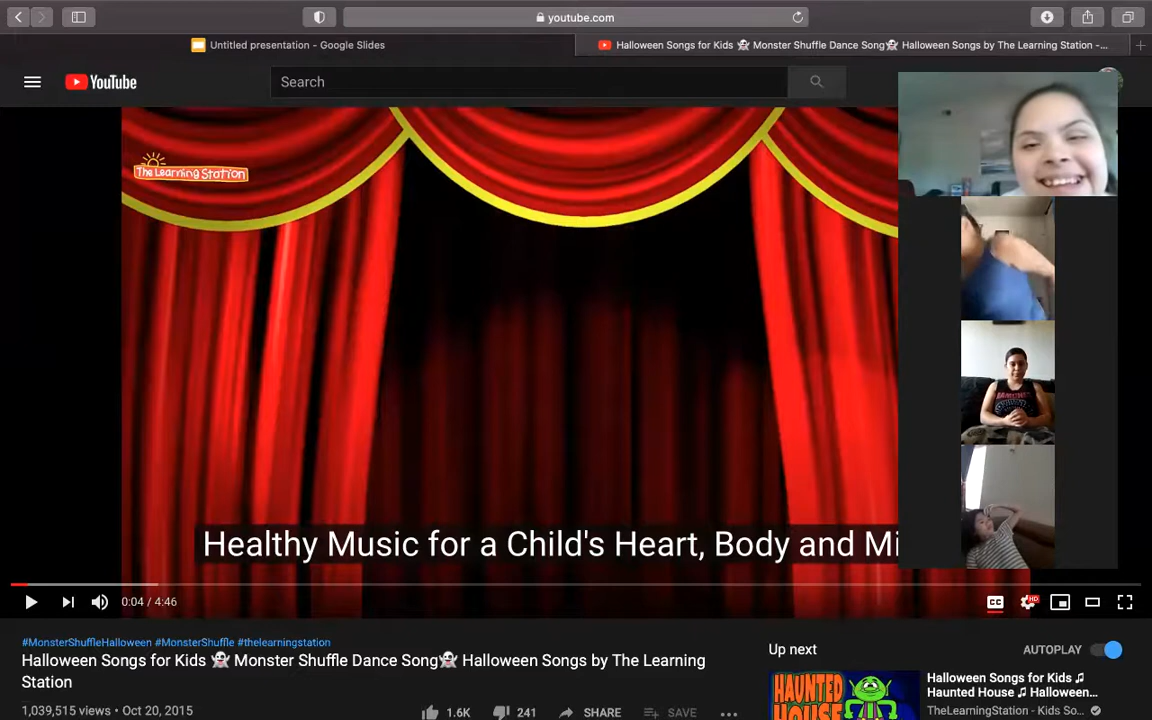 youtube.com
Untitled presentation - Google Slides
Halloween Songs for Kids 👻 Monster Shuffle Dance Song👻 Halloween Songs by The Learning Station -...
YouTube
Search
The Learning Station
Healthy Music for a Child's Heart, Body and Mi
0:04 / 4:46
CC
HD
#MonsterShuffleHalloween #MonsterShuffle #thelearningstation
Halloween Songs for Kids 👻 Monster Shuffle Dance Song👻 Halloween Songs by The Learning
Station
1,039,515 views • Oct 20, 2015
1.6K
241
SHARE
SAVE
Up next
AUTOPLAY
HAUNTED
HOUSE
Halloween Songs for Kids ♫
Haunted House ♫ Halloween...
TheLearningStation - Kids So...